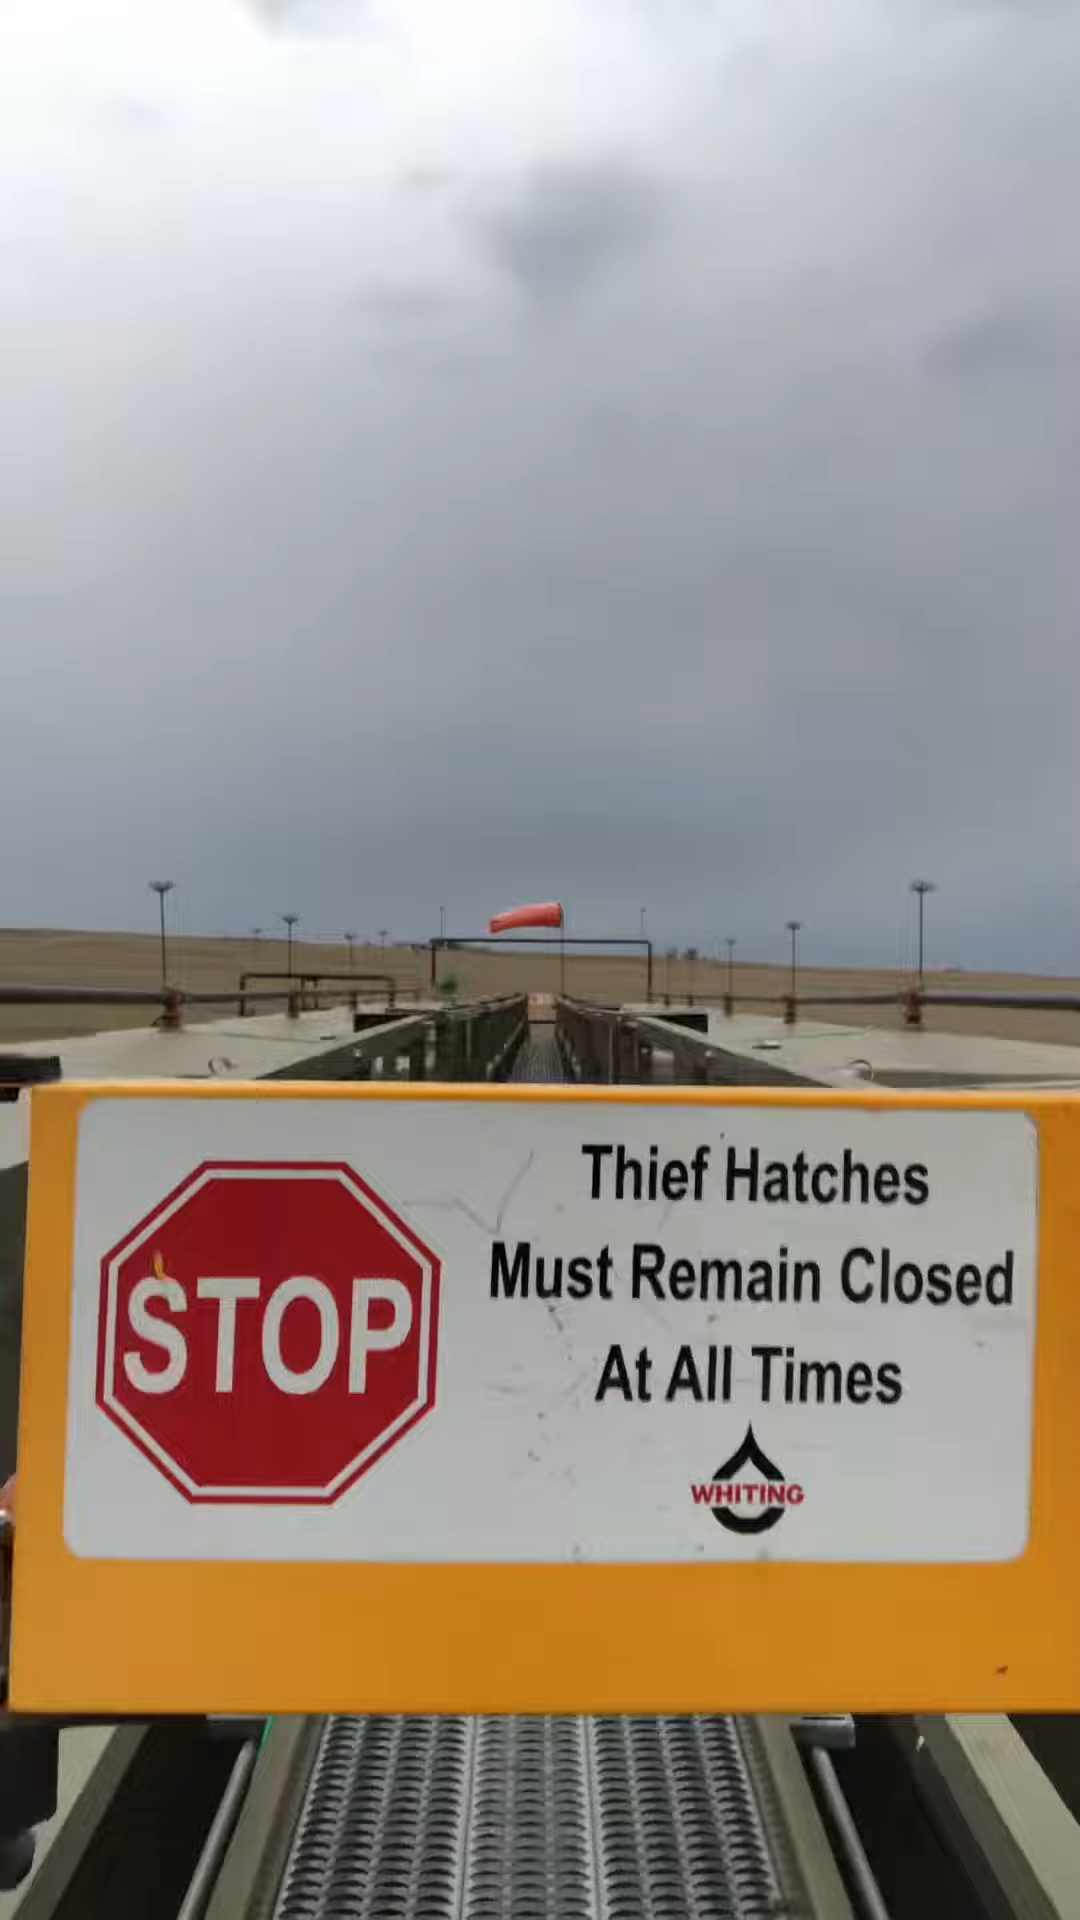 STOP
Thief Hatches
Must Remain Closed
At All Times
WHITING